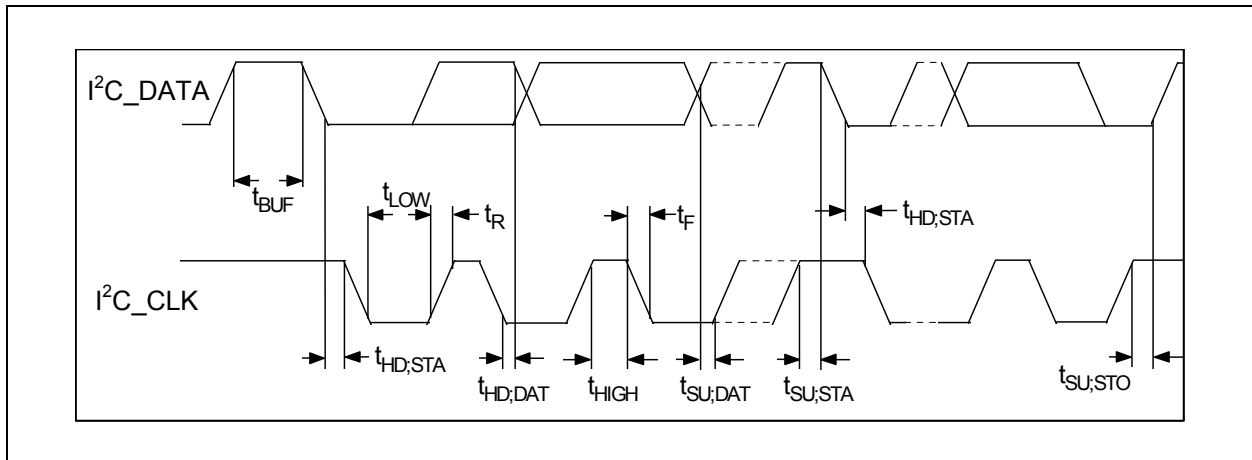 I²C_DATA
t_BUF
t_LOW
t_R
t_F
t_HD;STA
I²C_CLK
t_HD;STA
t_HD;DAT
t_HIGH
t_SU;DAT
t_SU;STA
t_SU;STO